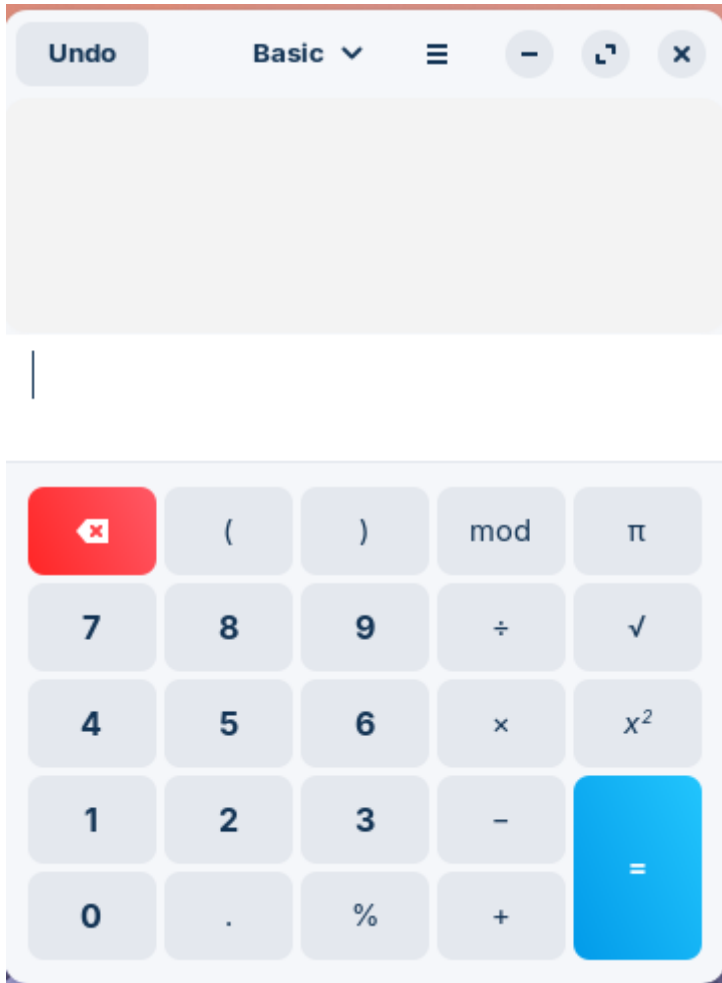 Undo Basic
( ) mod π
7 8 9 ÷ √
4 5 6 × x²
1 2 3 −
=
0 . % +